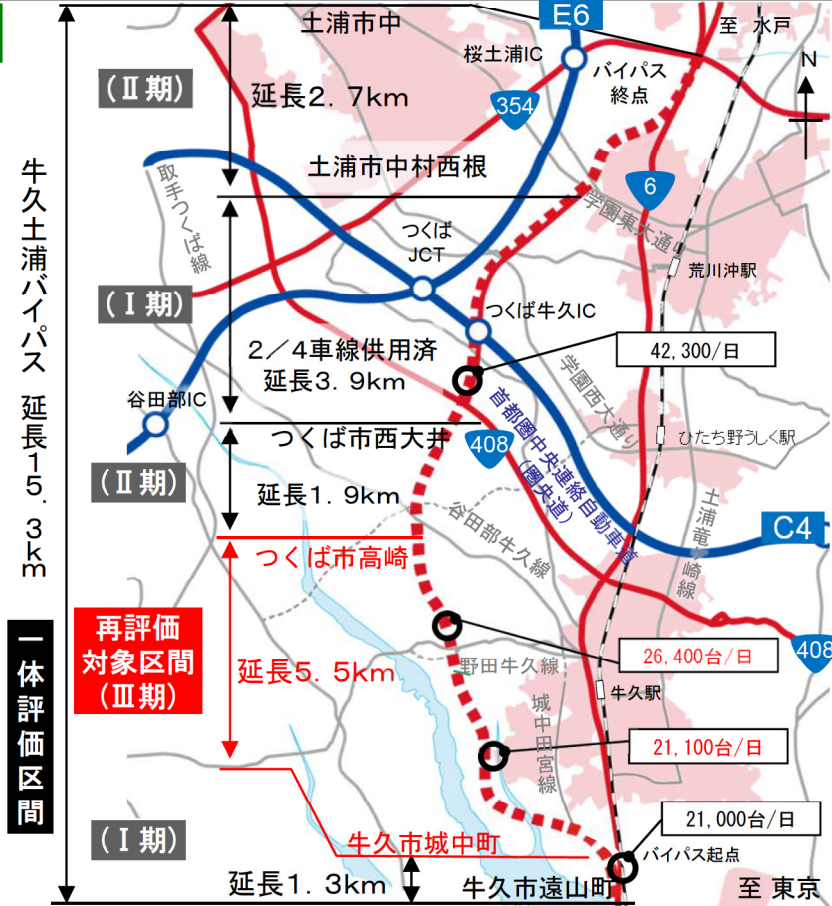 E6
土浦市中
至 水戸
桜土浦IC
バイパス
終点
N
(Ⅱ期)
延長2. 7km
354
土浦市中村西根
6
取手つくば線
学園東大通り
つくば
JCT
荒川沖駅
牛久土浦バイパス 延長15. 3km
(Ⅰ期)
つくば牛久IC
2/4車線供用済
延長3. 9km
42,300/日
谷田部IC
学園西大通り
首都圏中央連絡自動車道
(圏央道)
つくば市西大井
408
ひたち野うしく駅
(Ⅱ期)
延長1. 9km
谷田部牛久線
土浦竜ヶ崎線
C4
つくば市高崎
再評価
対象区間
(Ⅲ期)
延長5. 5km
26,400台/日
408
野田牛久線
牛久駅
城中田宮線
21,100台/日
一体評価区間
21,000台/日
(Ⅰ期)
牛久市城中町
バイパス起点
延長1. 3km
牛久市遠山町
至 東京